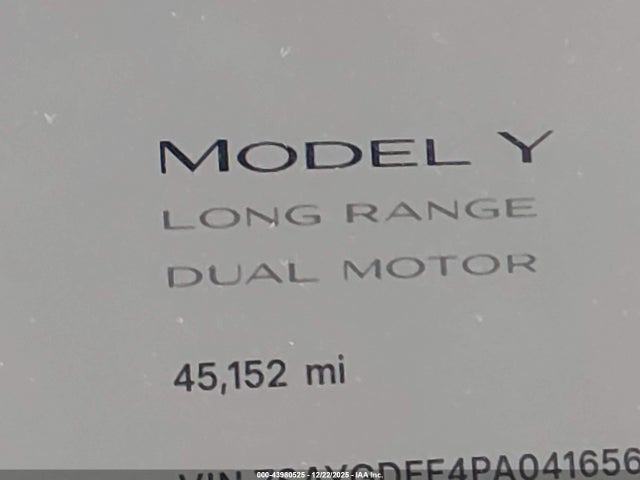 MODEL Y
LONG RANGE
DUAL MOTOR
45,152 mi
000-43980525 - 12/22/2025 - IAA Inc.